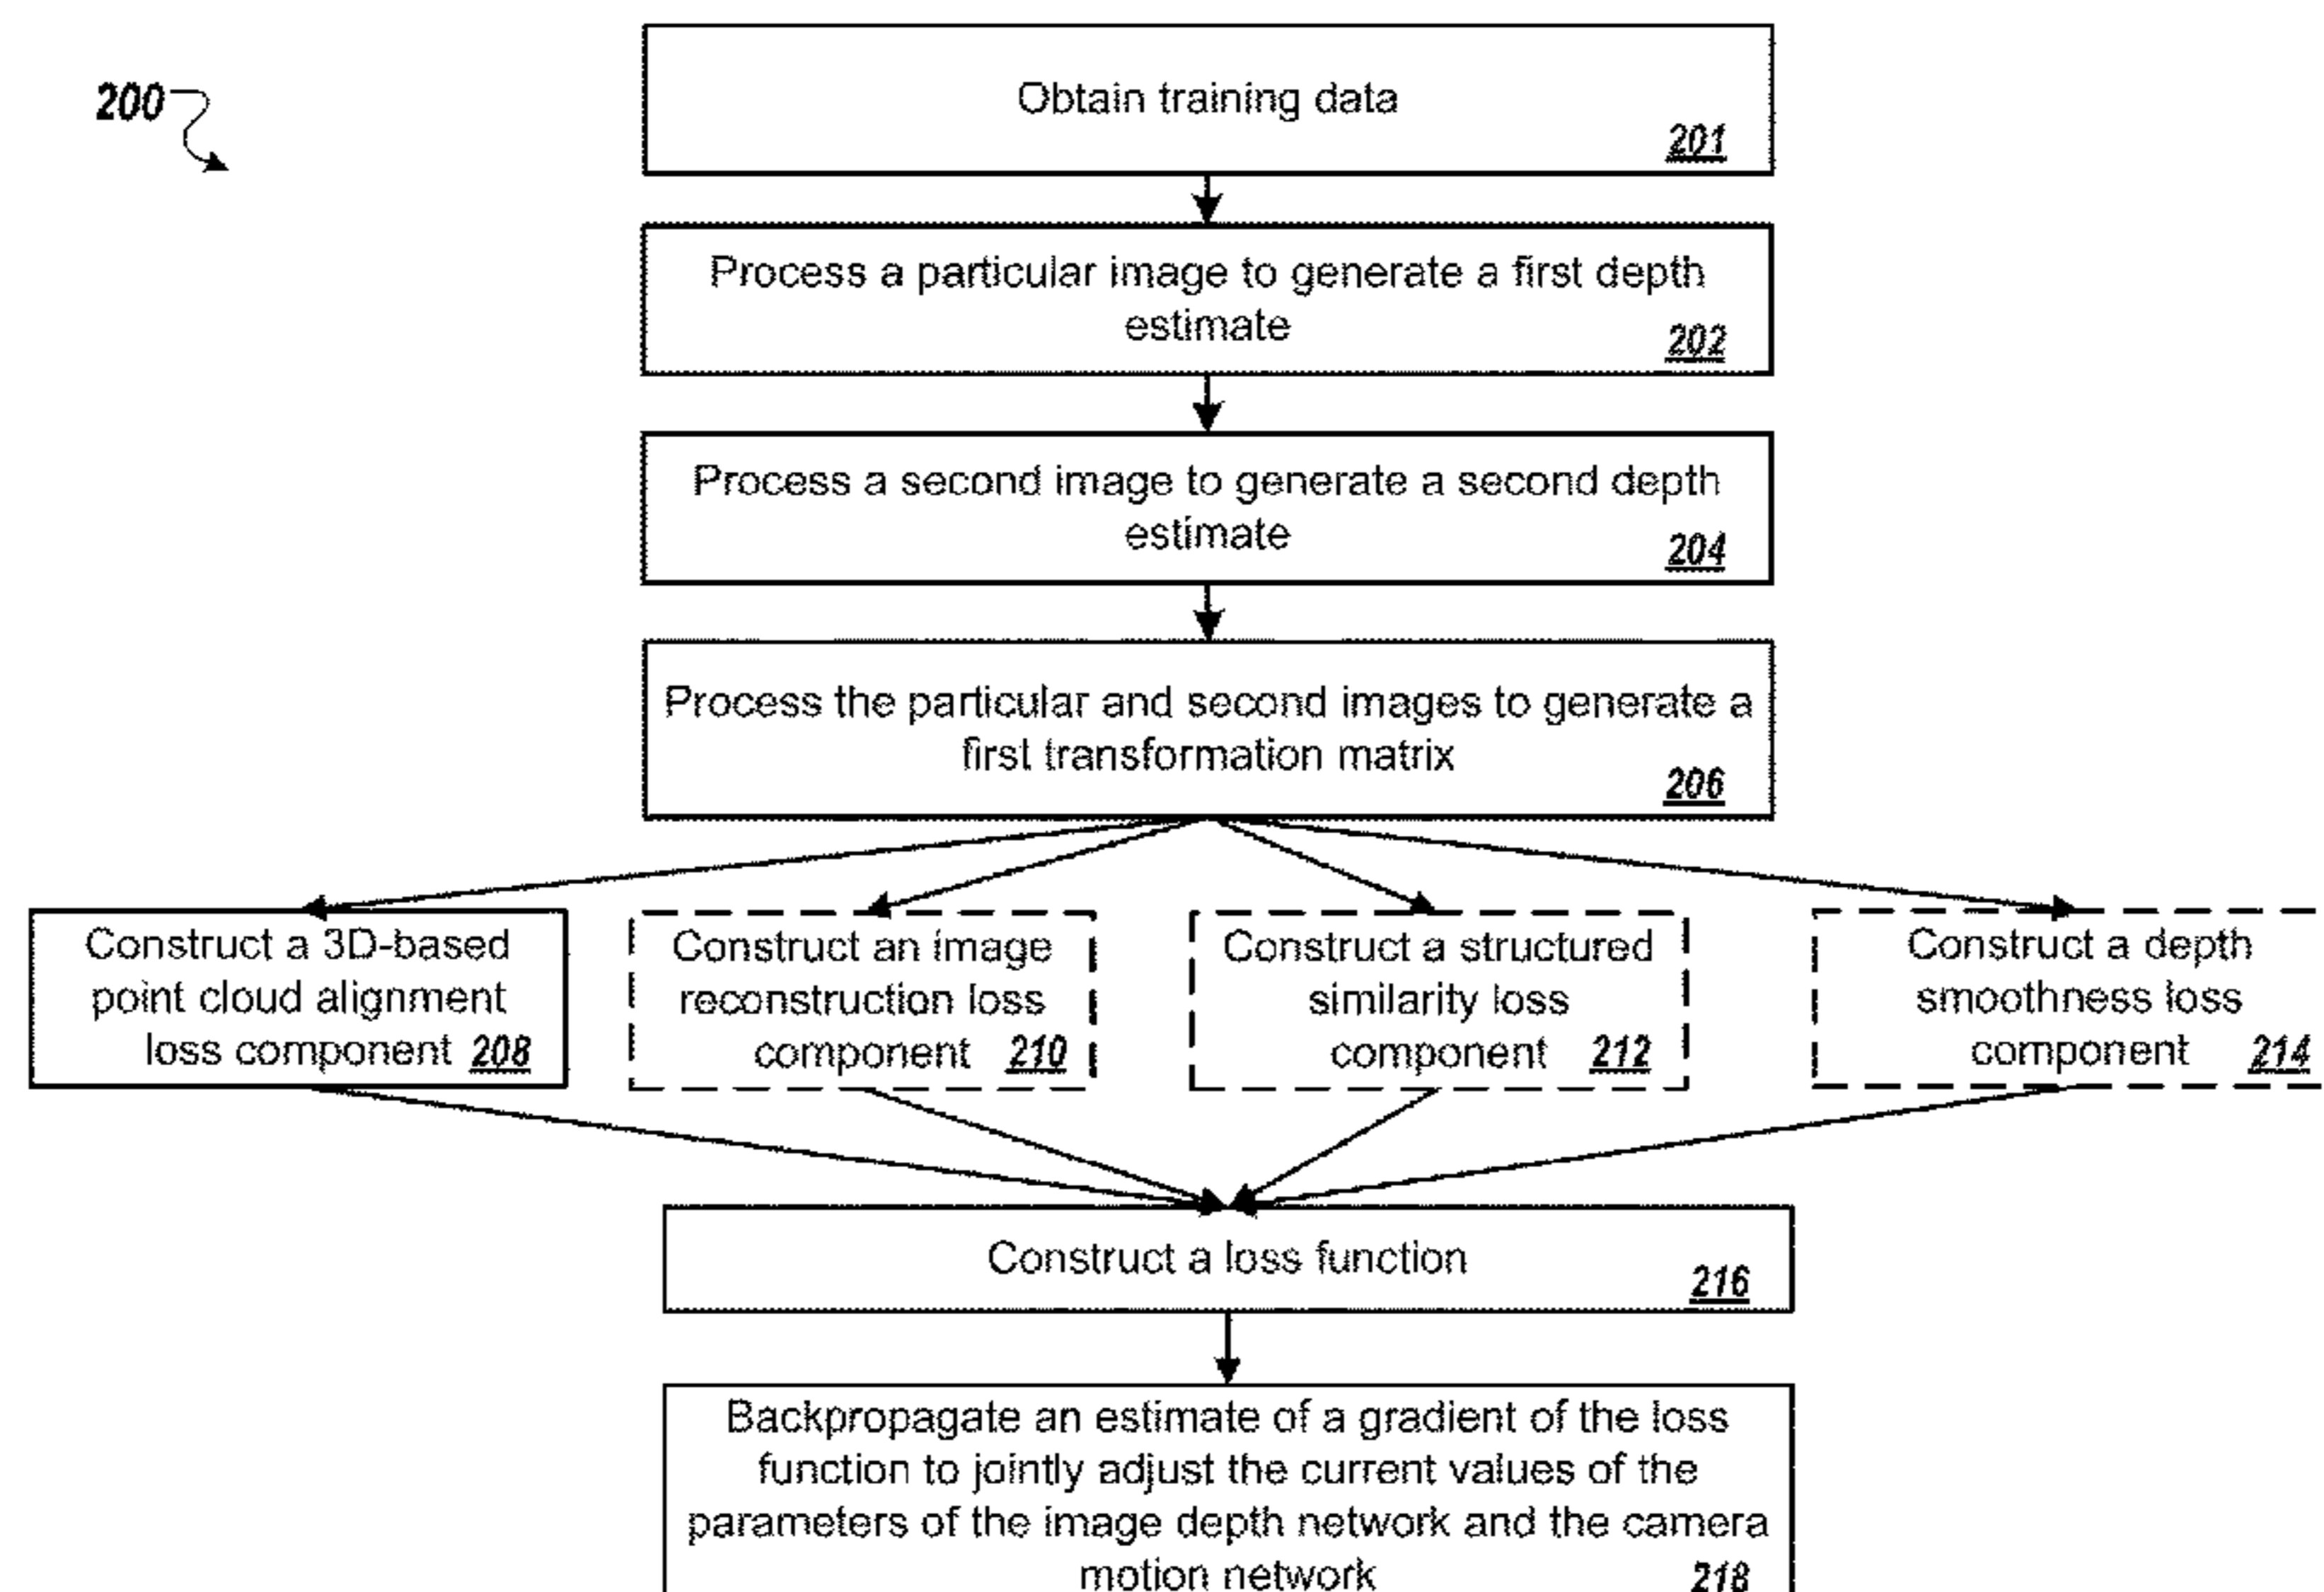 200
Obtain training data
201
Process a particular image to generate a first depth
estimate
202
Process a second image to generate a second depth
estimate
204
Process the particular and second images to generate a
first transformation matrix
206
Construct a 3D-based
point cloud alignment
loss component 208
Construct an image
reconstruction loss
component 210
Construct a structured
similarity loss
component 212
Construct a depth
smoothness loss
component 214
Construct a loss function
216
Backpropagate an estimate of a gradient of the loss
function to jointly adjust the current values of the
parameters of the image depth network and the camera
motion network
218